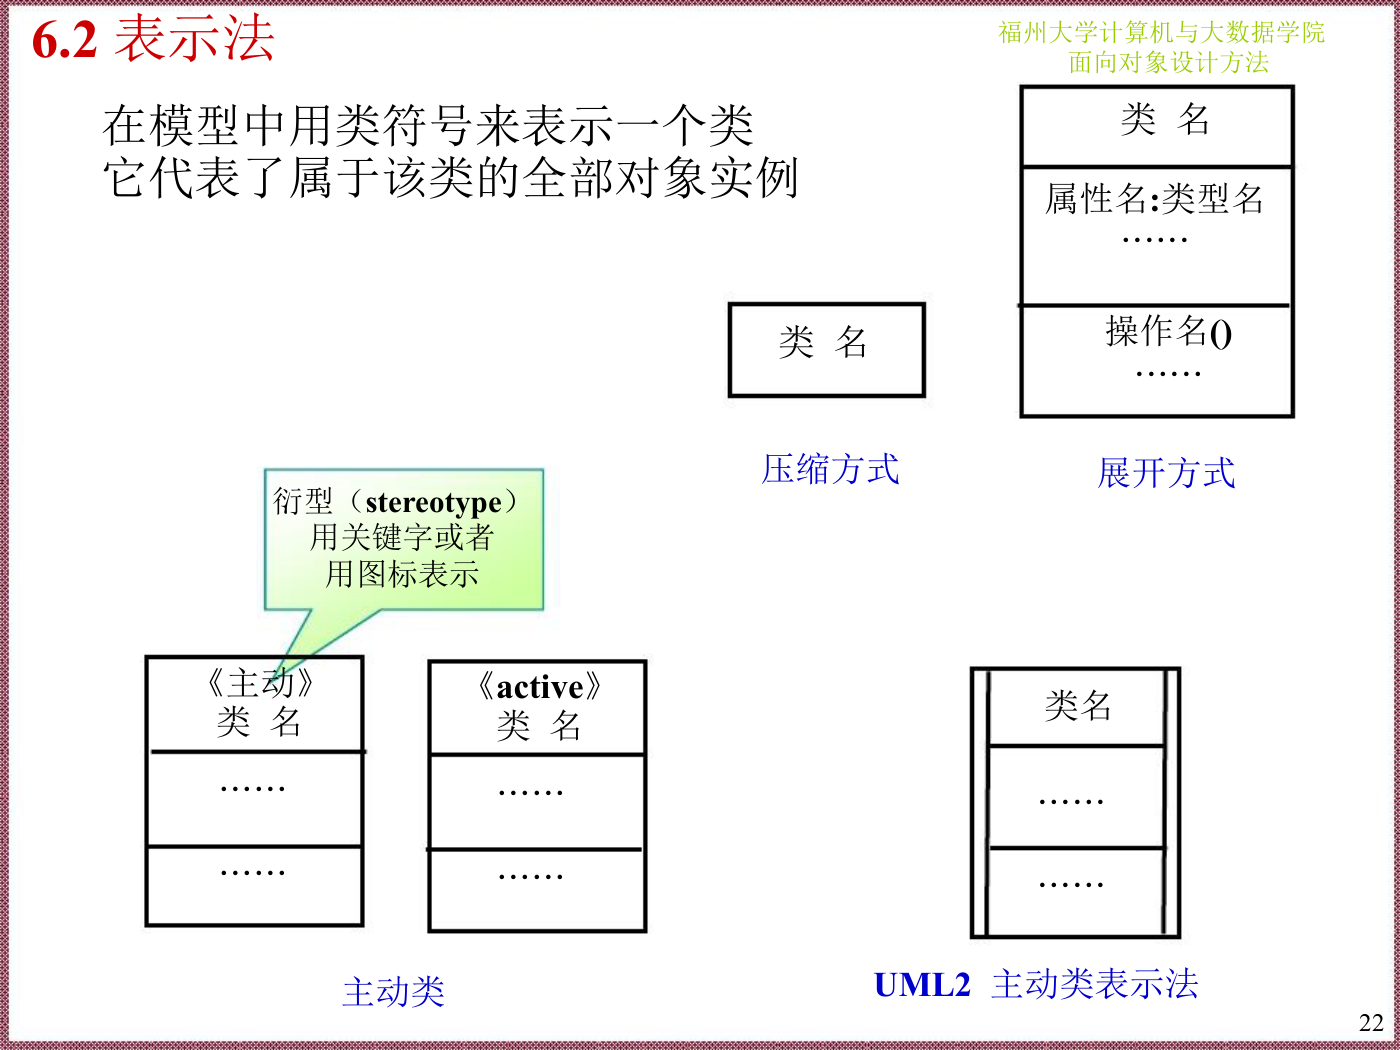 6.2 表示法
福州大学计算机与大数据学院
面向对象设计方法
在模型中用类符号来表示一个类
它代表了属于该类的全部对象实例
类 名
属性名:类型名
······
操作名()
······
类 名
压缩方式
展开方式
衍型（stereotype）
用关键字或者
用图标表示
《主动》
类 名
······
······
《active》
类 名
······
······
类名
······
······
主动类
UML2 主动类表示法
22